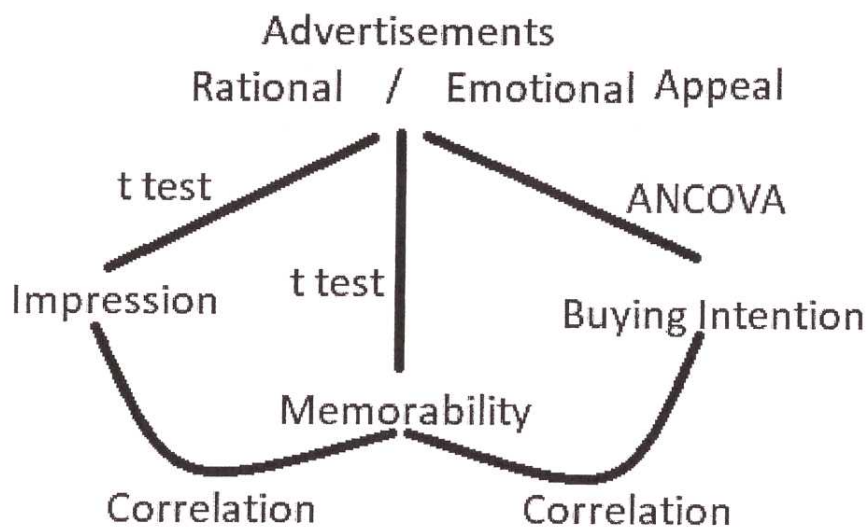 Advertisements
Rational / Emotional Appeal
t test
ANCOVA
t test
Impression
Buying Intention
Memorability
Correlation
Correlation